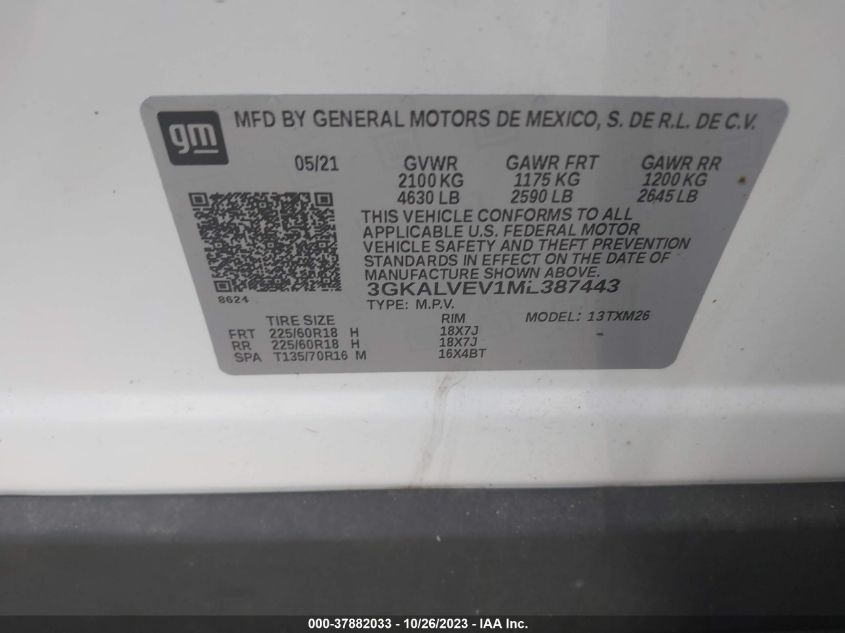 gm MFD BY GENERAL MOTORS DE MEXICO, S. DE R.L. DE C.V.
05/21 GVWR GAWR FRT GAWR RR
2100 KG 1175 KG 1200 KG
4630 LB 2590 LB 2645 LB
THIS VEHICLE CONFORMS TO ALL
APPLICABLE U.S. FEDERAL MOTOR
VEHICLE SAFETY AND THEFT PREVENTION
STANDARDS IN EFFECT ON THE DATE OF
MANUFACTURE SHOWN ABOVE.
3GKALVEV1ML387443
8624
TYPE: M.P.V.
TIRE SIZE RIM MODEL: 13TXM26
FRT 225/60R18 H 18X7J
RR 225/60R18 H 18X7J
SPA T135/70R16 M 16X4BT
000-37882033 - 10/26/2023 - IAA Inc.